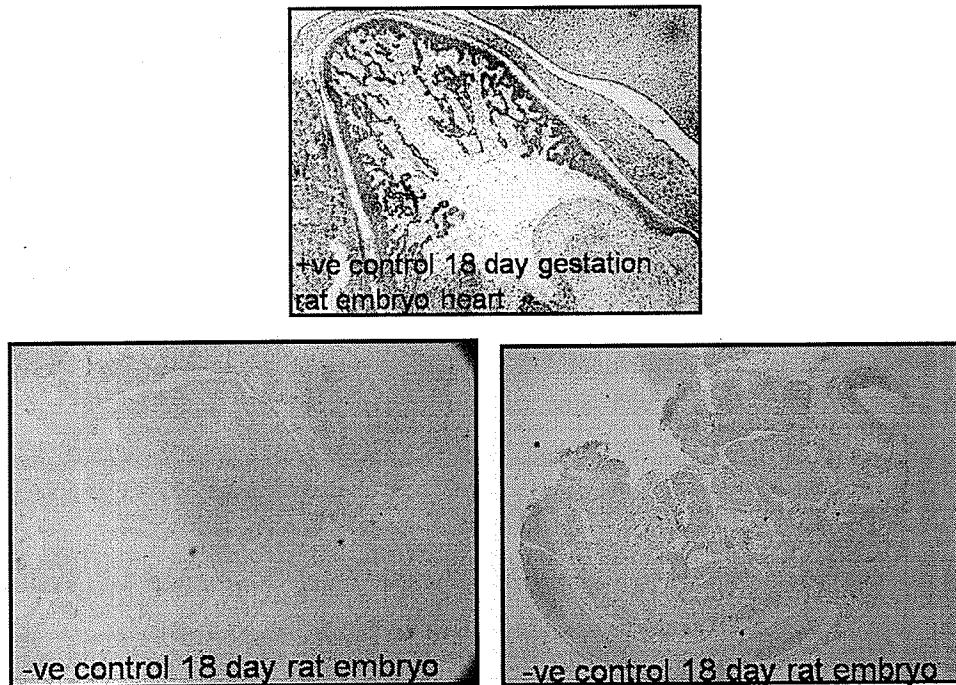 +ve control 18 day gestation
rat embryo heart
-ve control 18 day rat embryo
-ve control 18 day rat embryo